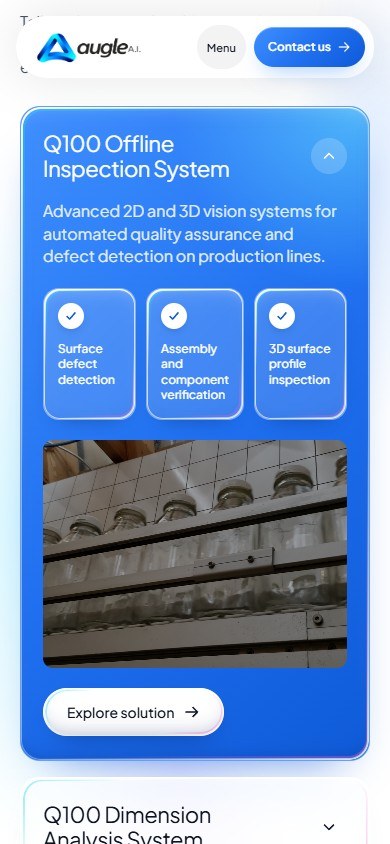 augle A.I.
Menu
Contact us
Q100 Offline
Inspection System
Advanced 2D and 3D vision systems for
automated quality assurance and
defect detection on production lines.
Surface
defect
detection
Assembly
and
component
verification
3D surface
profile
inspection
Explore solution
Q100 Dimension
Analysis System